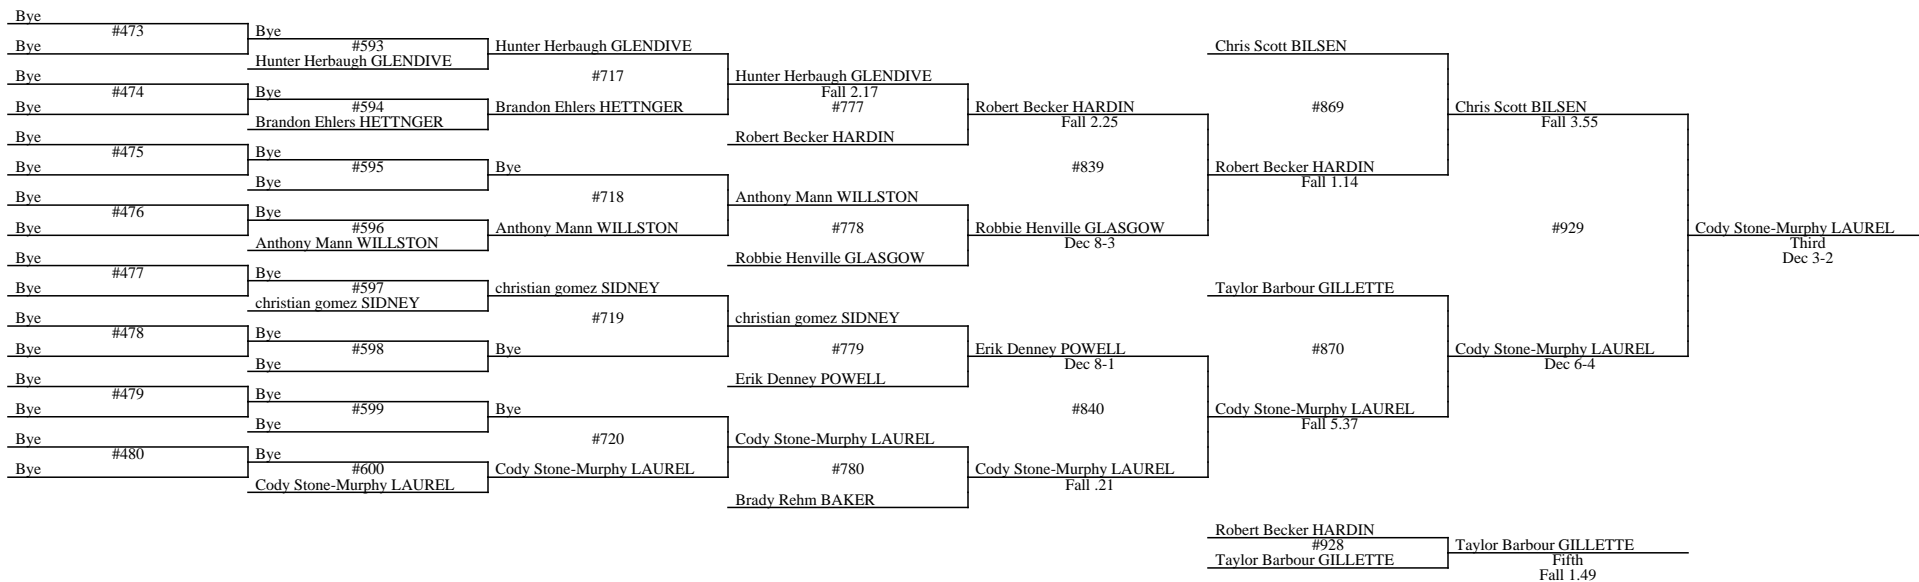 Bye
#473
Bye
Bye
#474
Bye
Bye
#475
Bye
Bye
#476
Bye
Bye
#477
Bye
Bye
#478
Bye
Bye
#479
Bye
Bye
#480
Bye
Bye
#593
Hunter Herbaugh GLENDIVE
Bye
#594
Brandon Ehlers HETTNGER
Bye
#595
Bye
Bye
#596
Anthony Mann WILLSTON
Bye
#597
christian gomez SIDNEY
Bye
#598
Bye
Bye
#599
Bye
Bye
#600
Cody Stone-Murphy LAUREL
Hunter Herbaugh GLENDIVE
#717
Brandon Ehlers HETTNGER
Bye
#718
Anthony Mann WILLSTON
christian gomez SIDNEY
#719
Bye
Bye
#720
Cody Stone-Murphy LAUREL
Hunter Herbaugh GLENDIVE
Fall 2.17
#777
Robert Becker HARDIN
Anthony Mann WILLSTON
#778
Robbie Henville GLASGOW
christian gomez SIDNEY
#779
Erik Denney POWELL
Cody Stone-Murphy LAUREL
#780
Brady Rehm BAKER
Robert Becker HARDIN
Fall 2.25
#839
Robbie Henville GLASGOW
Dec 8-3
Erik Denney POWELL
Dec 8-1
#840
Cody Stone-Murphy LAUREL
Fall .21
Chris Scott BILSEN
#869
Robert Becker HARDIN
Fall 1.14
Taylor Barbour GILLETTE
#870
Cody Stone-Murphy LAUREL
Fall 5.37
Chris Scott BILSEN
Fall 3.55
#929
Cody Stone-Murphy LAUREL
Dec 6-4
Cody Stone-Murphy LAUREL
Third
Dec 3-2
Robert Becker HARDIN
#928
Taylor Barbour GILLETTE
Taylor Barbour GILLETTE
Fifth
Fall 1.49